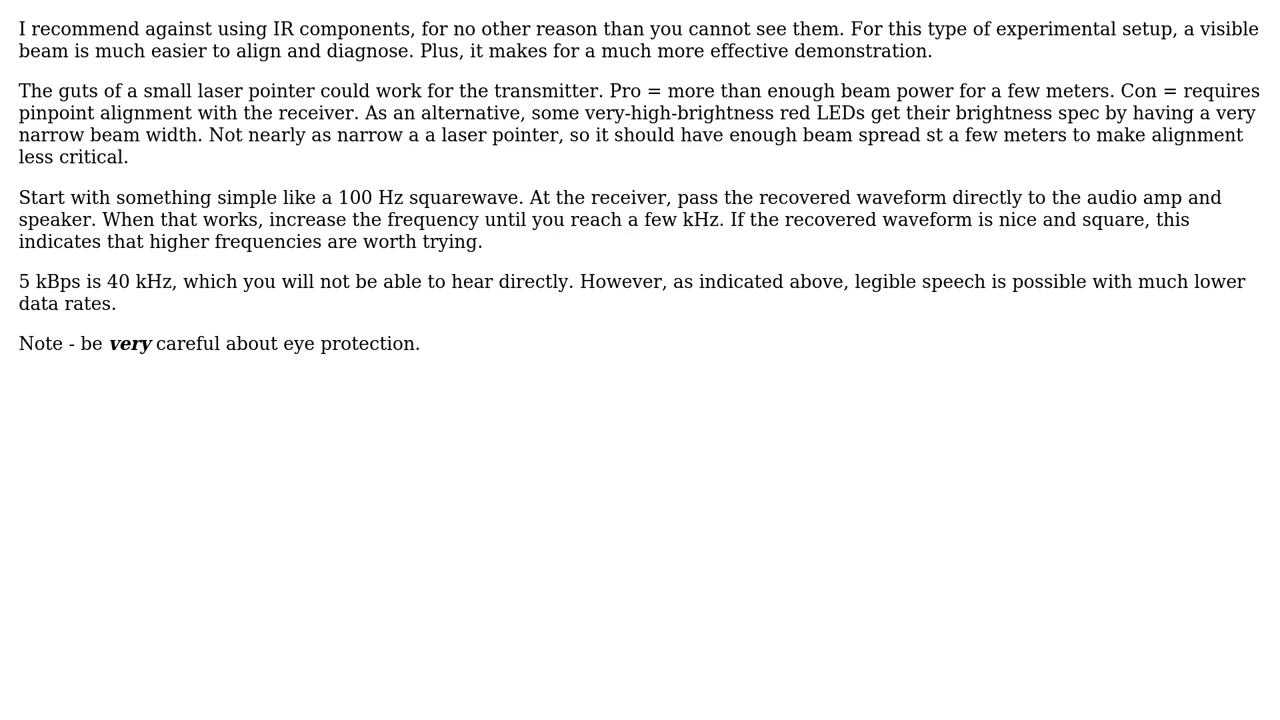 I recommend against using IR components, for no other reason than you cannot see them. For this type of experimental setup, a visible
beam is much easier to align and diagnose. Plus, it makes for a much more effective demonstration.
The guts of a small laser pointer could work for the transmitter. Pro = more than enough beam power for a few meters. Con = requires
pinpoint alignment with the receiver. As an alternative, some very-high-brightness red LEDs get their brightness spec by having a very
narrow beam width. Not nearly as narrow a a laser pointer, so it should have enough beam spread st a few meters to make alignment
less critical.
Start with something simple like a 100 Hz squarewave. At the receiver, pass the recovered waveform directly to the audio amp and
speaker. When that works, increase the frequency until you reach a few kHz. If the recovered waveform is nice and square, this
indicates that higher frequencies are worth trying.
5 kBps is 40 kHz, which you will not be able to hear directly. However, as indicated above, legible speech is possible with much lower
data rates.
Note - be very careful about eye protection.